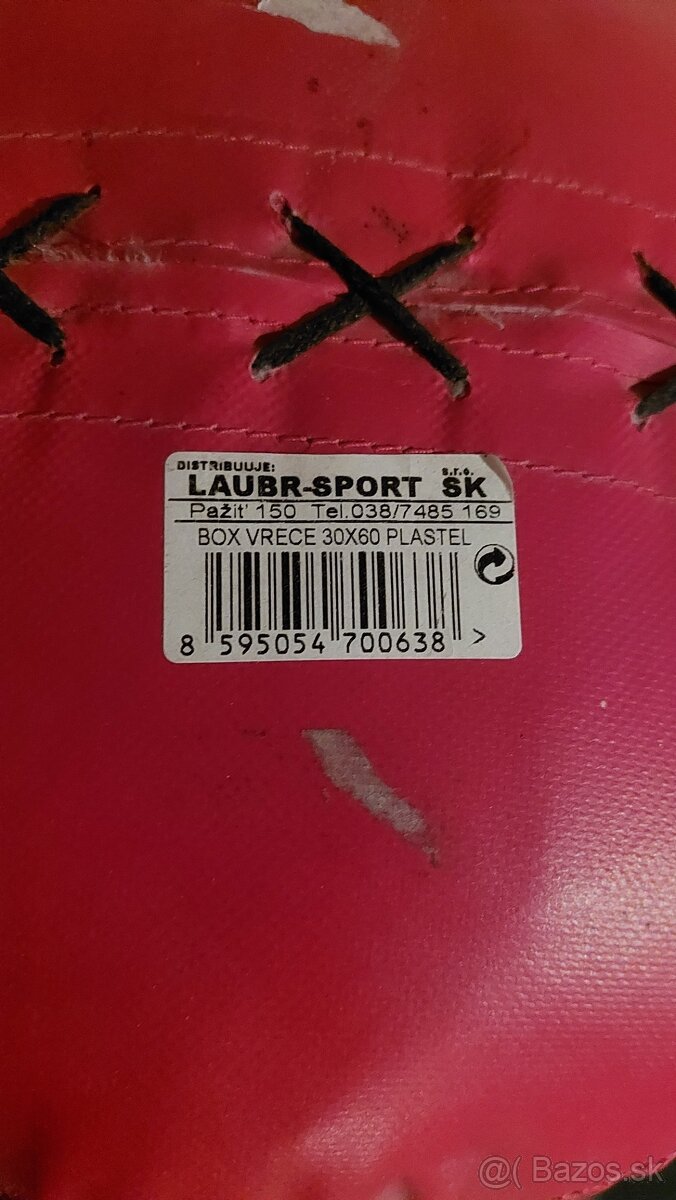 DISTRIBUUJE:
LAUBR-SPORT s.r.o. SK
Pažiť 150 Tel.038/7485 169
BOX VRECE 30X60 PLASTEL
8 595054 700638 >
@( Bazos.sk